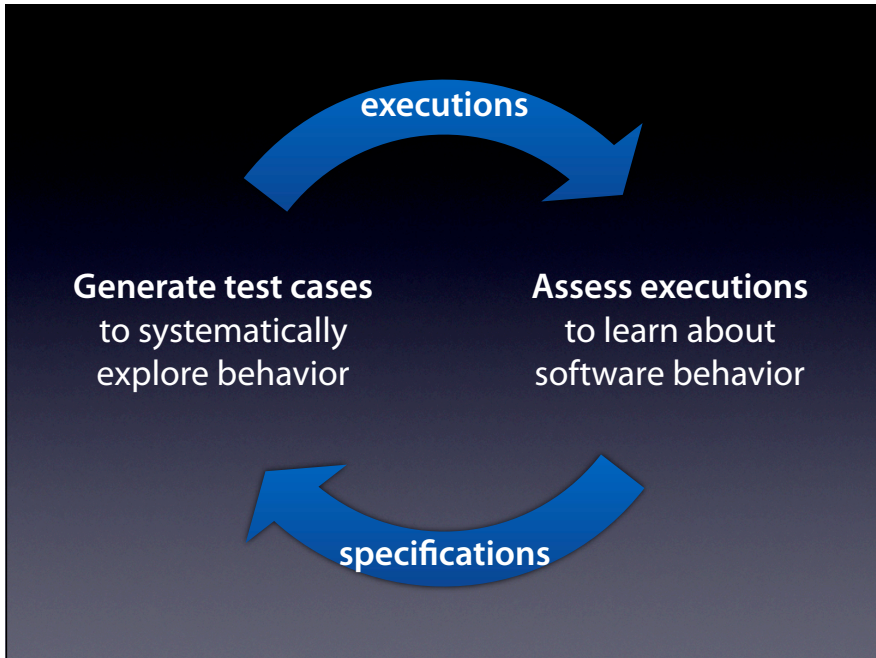 executions
Generate test cases
to systematically
explore behavior
Assess executions
to learn about
software behavior
specifications